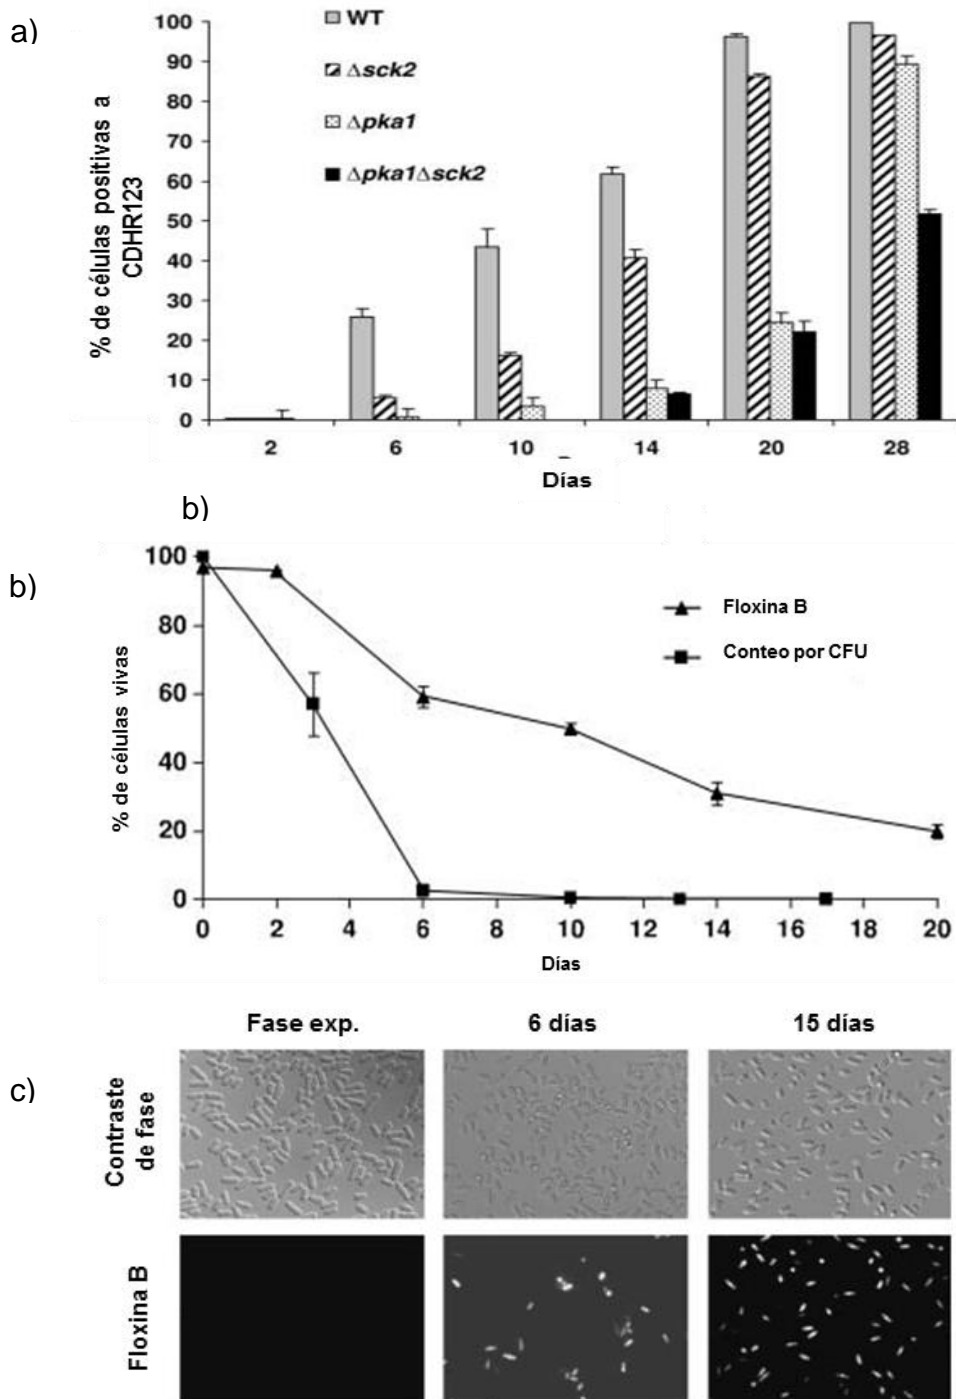 a)
100
90
80
70
60
50
40
30
20
10
0
% de células positivas a
CDHR123
WT
Δsck2
Δpka1
Δpka1Δsck2
2 6 10 14 20 28
Días
b)
b)
100
80
60
40
20
0
% de células vivas
Floxina B
Conteo por CFU
0 2 4 6 8 10 12 14 16 18 20
Días
Fase exp. 6 días 15 días
c)
Contraste
de fase
Floxina B